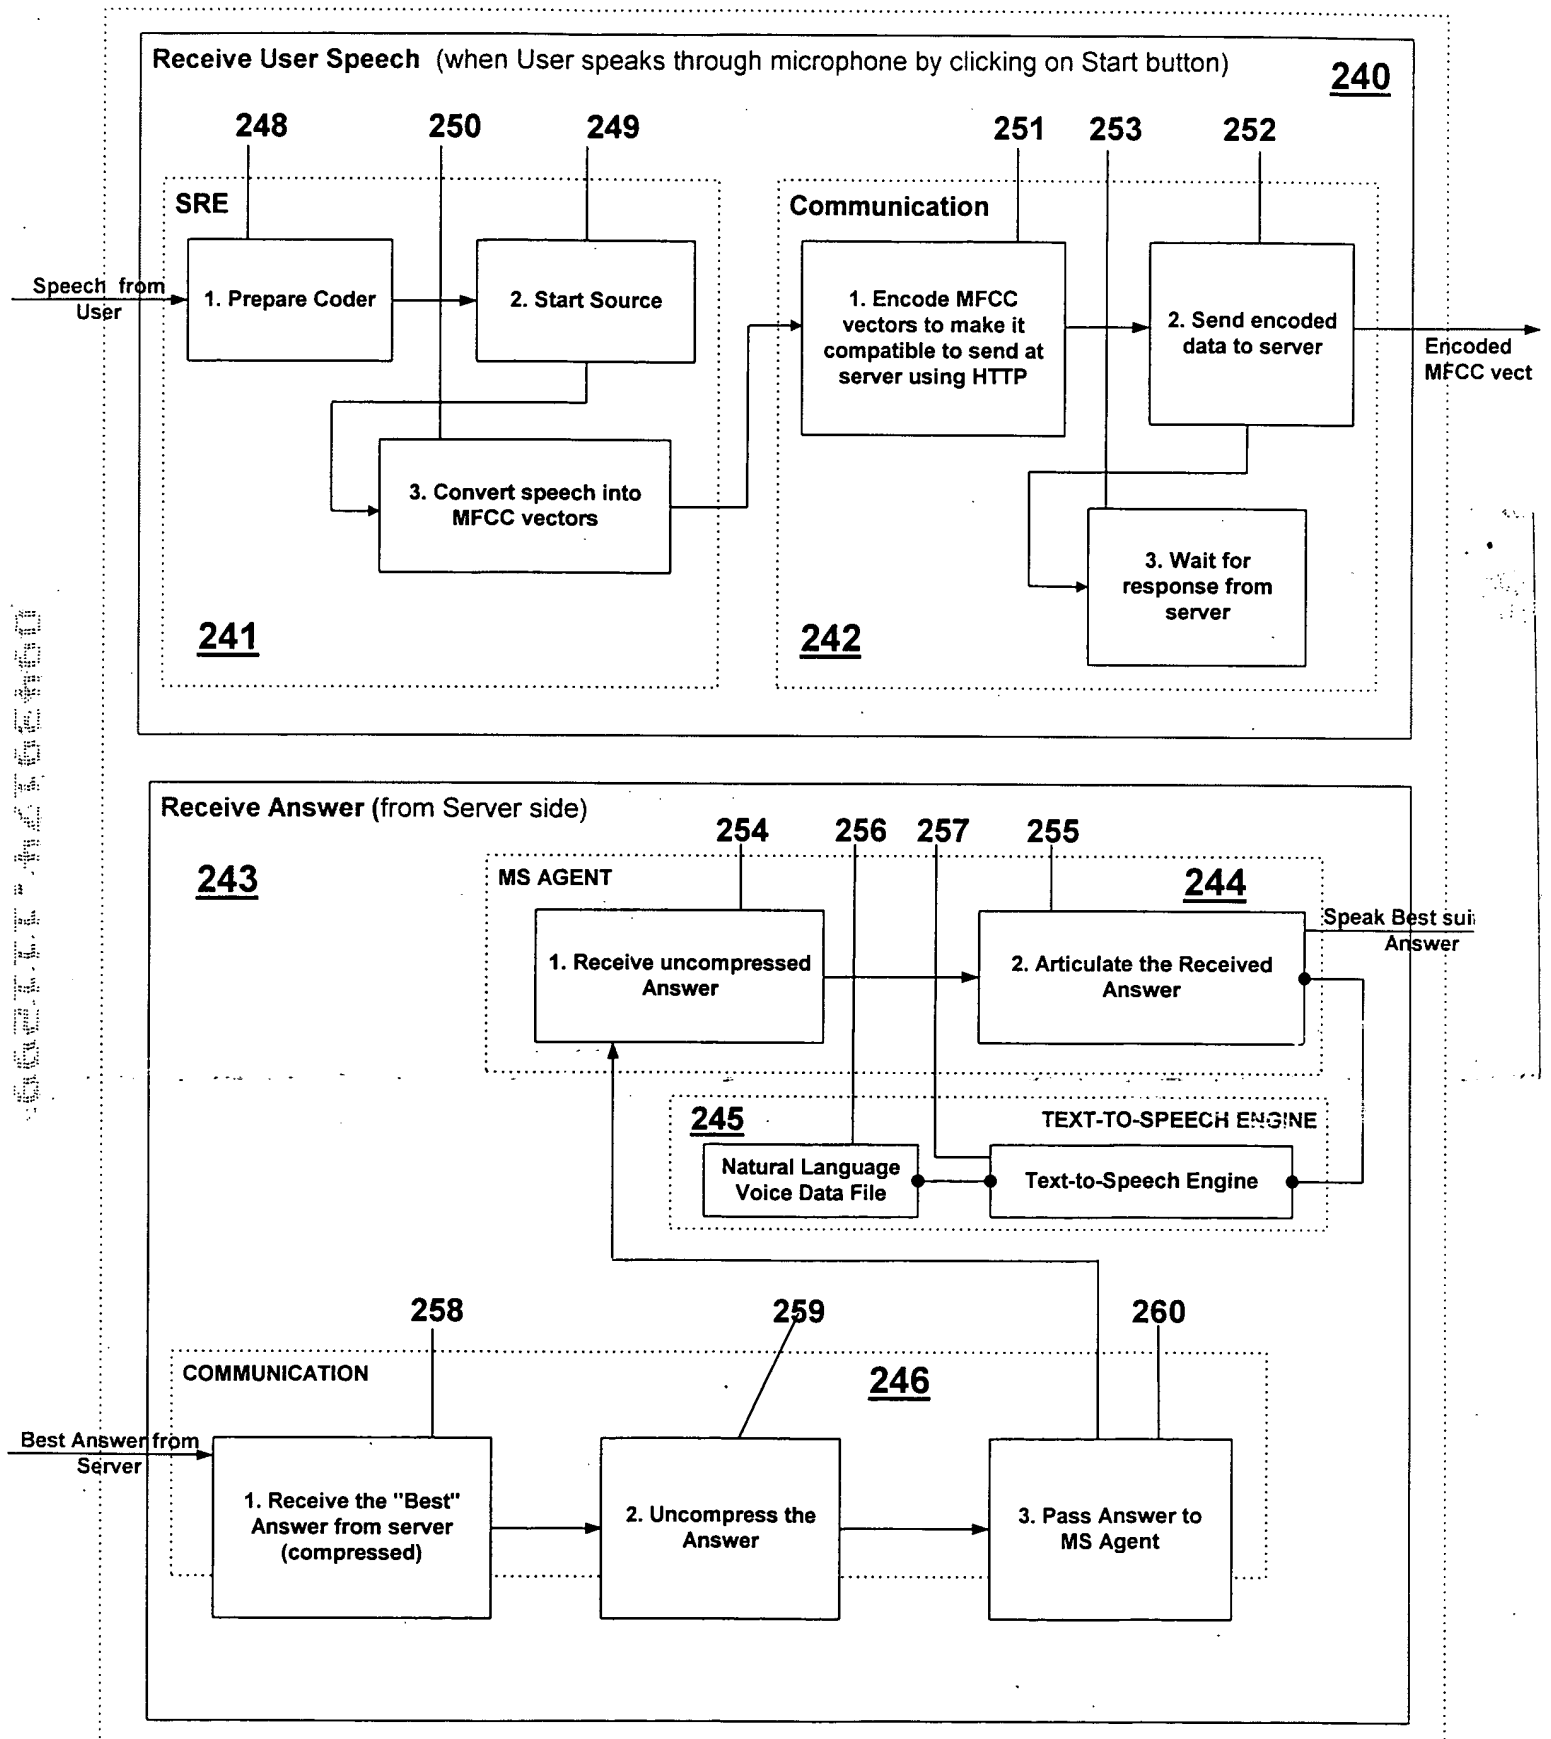 Receive User Speech (when User speaks through microphone by clicking on Start button)
240
248
250
249
251
253
252
SRE
Communication
Speech from
User
1. Prepare Coder
2. Start Source
1. Encode MFCC
vectors to make it
compatible to send at
server using HTTP
2. Send encoded
data to server
Encoded
MFCC vect
3. Convert speech into
MFCC vectors
3. Wait for
response from
server
241
242
Receive Answer (from Server side)
254
256
257
255
243
MS AGENT
244
Speak Best sui
Answer
1. Receive uncompressed
Answer
2. Articulate the Received
Answer
245
TEXT-TO-SPEECH ENGINE
Natural Language
Voice Data File
Text-to-Speech Engine
258
259
260
COMMUNICATION
246
Best Answer from
Server
1. Receive the "Best"
Answer from server
(compressed)
2. Uncompress the
Answer
3. Pass Answer to
MS Agent